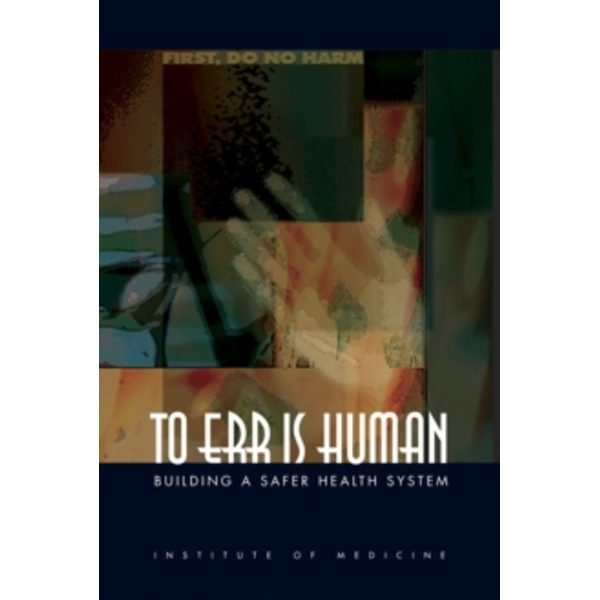 FIRST, DO NO HARM
TO ERR IS HUMAN
BUILDING A SAFER HEALTH SYSTEM
INSTITUTE OF MEDICINE